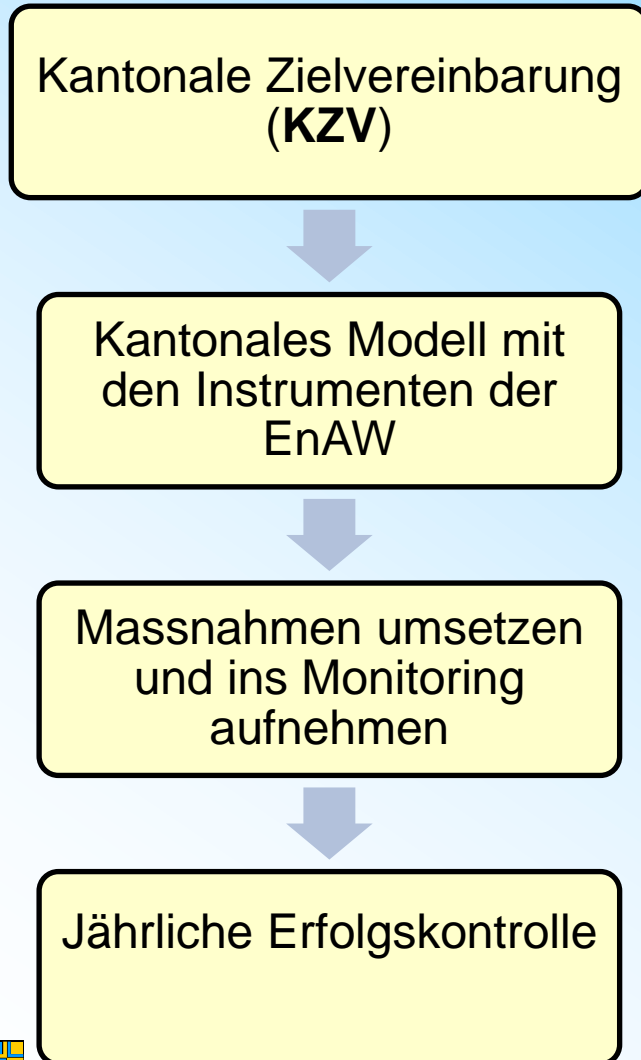 Kantonale Zielvereinbarung
(KZV)
Kantonales Modell mit
den Instrumenten der
EnAW
Massnahmen umsetzen
und ins Monitoring
aufnehmen
Jährliche Erfolgskontrolle